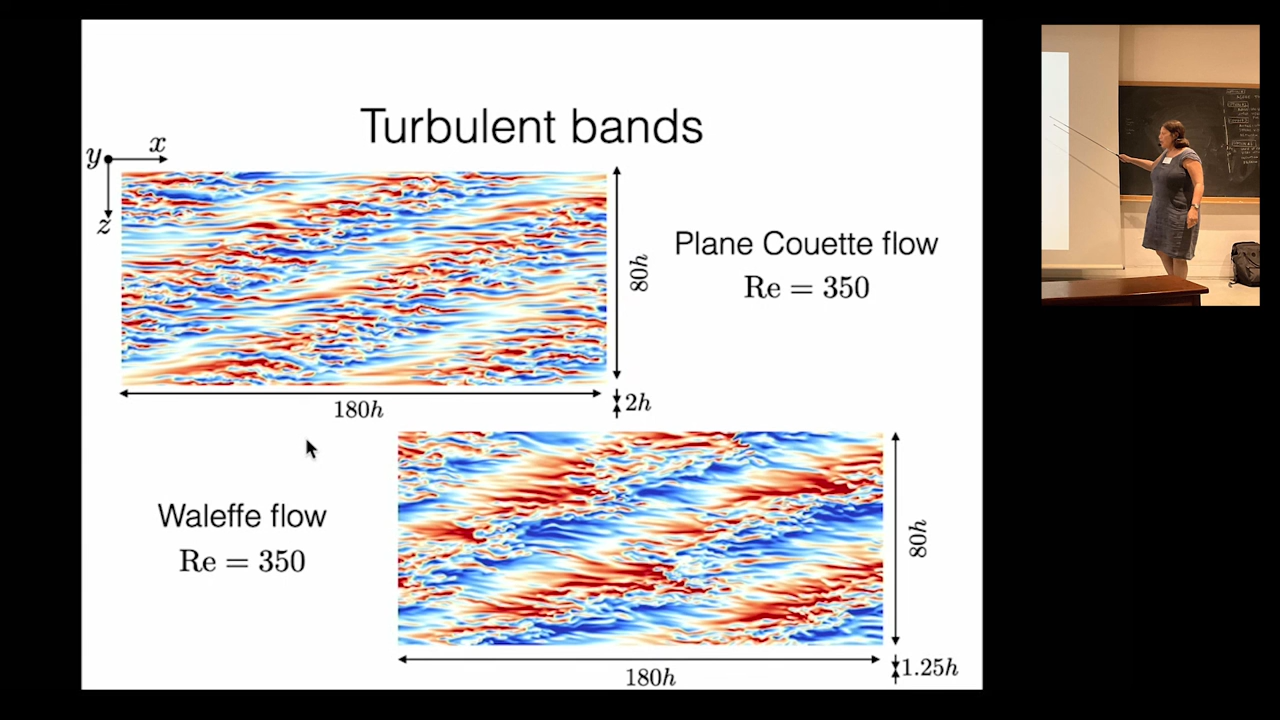 Turbulent bands
y
x
z
80h
Plane Couette flow
Re = 350
180h
2h
Waleffe flow
Re = 350
80h
180h
1.25h